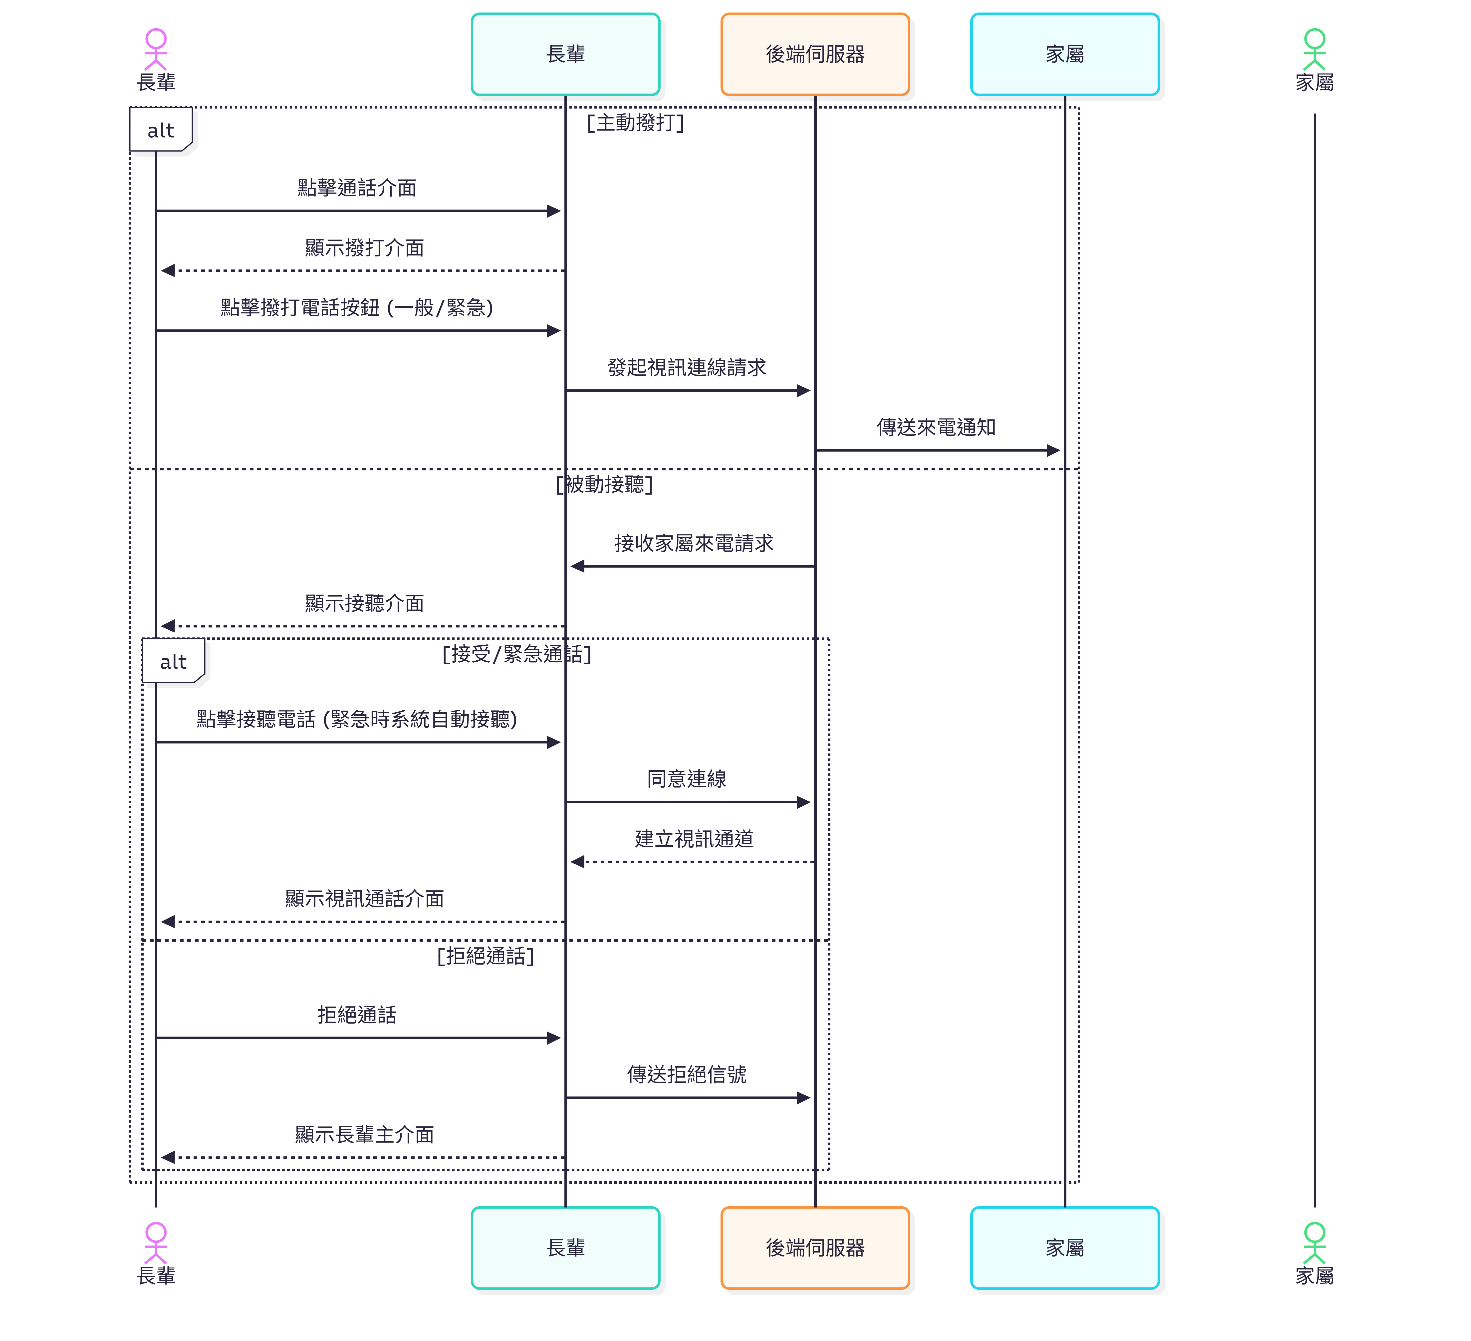 長輩
長輩
後端伺服器
家屬
家屬
alt
[主動撥打]
點擊通話介面
顯示撥打介面
點擊撥打電話按鈕 (一般/緊急)
發起視訊連線請求
傳送來電通知
[被動接聽]
接收家屬來電請求
顯示接聽介面
alt
[接受/緊急通話]
點擊接聽電話 (緊急時系統自動接聽)
同意連線
建立視訊通道
顯示視訊通話介面
[拒絕通話]
拒絕通話
傳送拒絕信號
顯示長輩主介面
長輩
長輩
後端伺服器
家屬
家屬